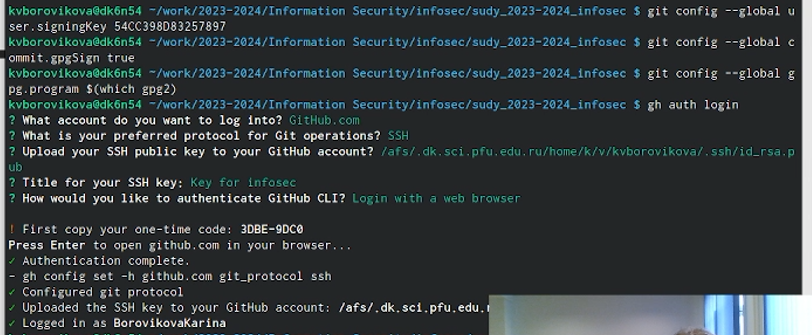 kvborovikova@dk6n54 ~/work/2023-2024/Information Security/sudy_2023-2024_infosec $ git config --global u
ser.signingKey 54CC398D83257897
kvborovikova@dk6n54 ~/work/2023-2024/Information Security/sudy_2023-2024_infosec $ git config --global c
ommit.gpgSign true
kvborovikova@dk6n54 ~/work/2023-2024/Information Security/sudy_2023-2024_infosec $ git config --global g
pg.program $(which gpg2)
kvborovikova@dk6n54 ~/work/2023-2024/Information Security/sudy_2023-2024_infosec $ gh auth login
? What account do you want to log into? GitHub.com
? What is your preferred protocol for Git operations? SSH
? Upload your SSH public key to your GitHub account? /afs/.dk.sci.pfu.edu.ru/home/k/v/kvborovikova/.ssh/id_rsa.p
ub
? Title for your SSH key: Key for infosec
? How would you like to authenticate GitHub CLI? Login with a web browser
! First copy your one-time code: 3DBE-9DC0
Press Enter to open github.com in your browser...
✓ Authentication complete.
- gh config set -h github.com git_protocol ssh
✓ Configured git protocol
✓ Uploaded the SSH key to your GitHub account: /afs/.dk.sci.pfu.edu.
✓ Logged in as BorovikovaKarina